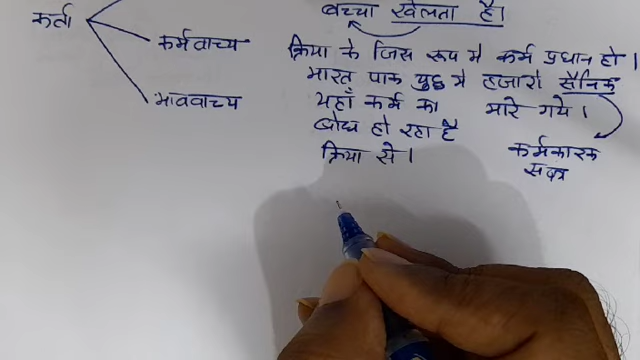 बच्चा खेलता है।
कर्ता
कर्मवाच्य
भाववाच्य
क्रिया के जिस रूप मे कर्म प्रधान हो।
भारत पाक युद्ध मे हजारो सैनिक
यहाँ कर्म का मारे गये।
बोध हो रहा है
क्रिया से।
कर्मकारक